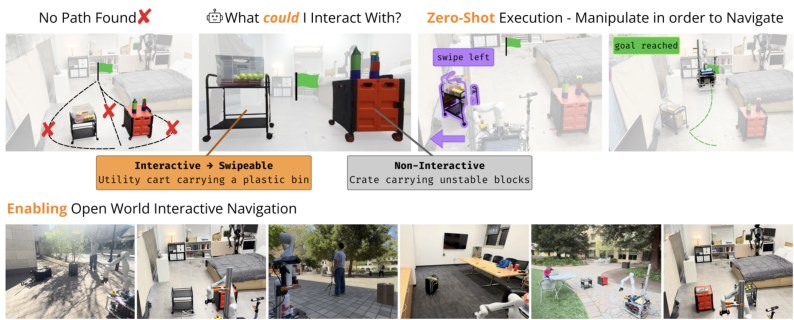 No Path Found
What could I Interact With?
Zero-Shot Execution - Manipulate in order to Navigate
swipe left
goal reached
Interactive → Swipeable
Utility cart carrying a plastic bin
Non-Interactive
Crate carrying unstable blocks
Enabling Open World Interactive Navigation